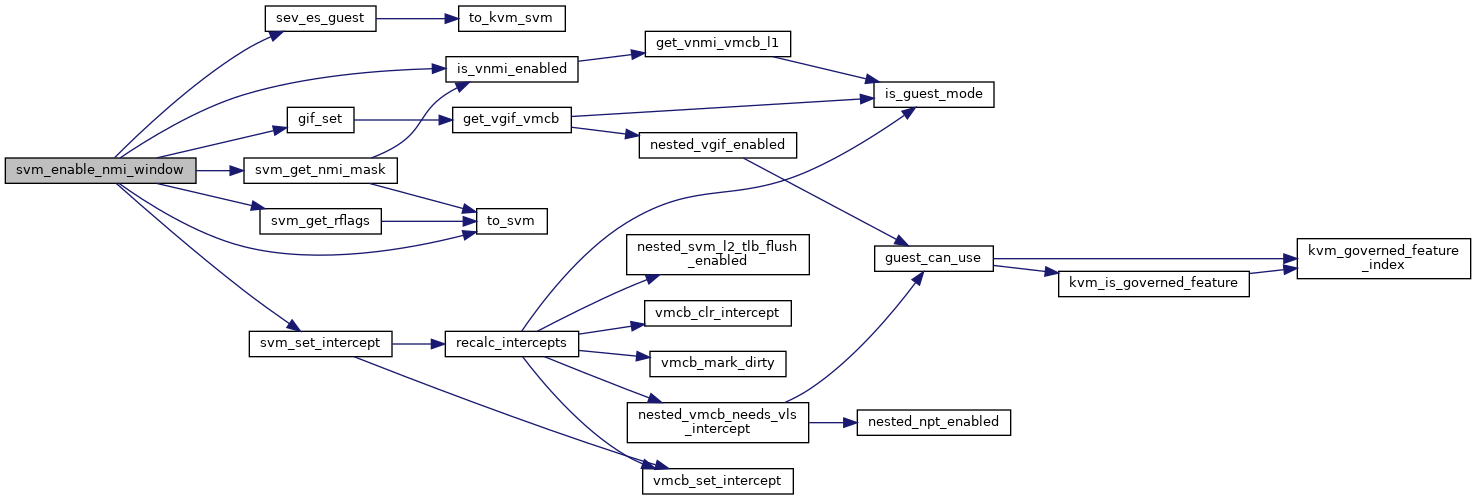 svm_enable_nmi_window
sev_es_guest
to_kvm_svm
is_vnmi_enabled
get_vnmi_vmcb_l1
is_guest_mode
gif_set
get_vgif_vmcb
nested_vgif_enabled
svm_get_nmi_mask
svm_get_rflags
to_svm
nested_svm_l2_tlb_flush
_enabled
guest_can_use
kvm_governed_feature
_index
kvm_is_governed_feature
vmcb_clr_intercept
svm_set_intercept
recalc_intercepts
vmcb_mark_dirty
nested_vmcb_needs_vls
_intercept
nested_npt_enabled
vmcb_set_intercept